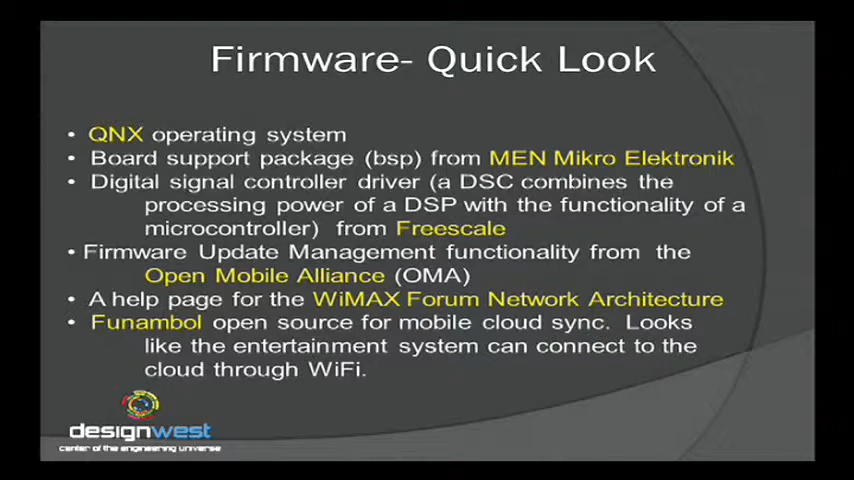 Firmware- Quick Look
• QNX operating system
• Board support package (bsp) from MEN Mikro Elektronik
• Digital signal controller driver (a DSC combines the
processing power of a DSP with the functionality of a
microcontroller) from Freescale
• Firmware Update Management functionality from the
Open Mobile Alliance (OMA)
• A help page for the WiMAX Forum Network Architecture
• Funambol open source for mobile cloud sync. Looks
like the entertainment system can connect to the
cloud through WiFi.
designwest
center of the engineering universe